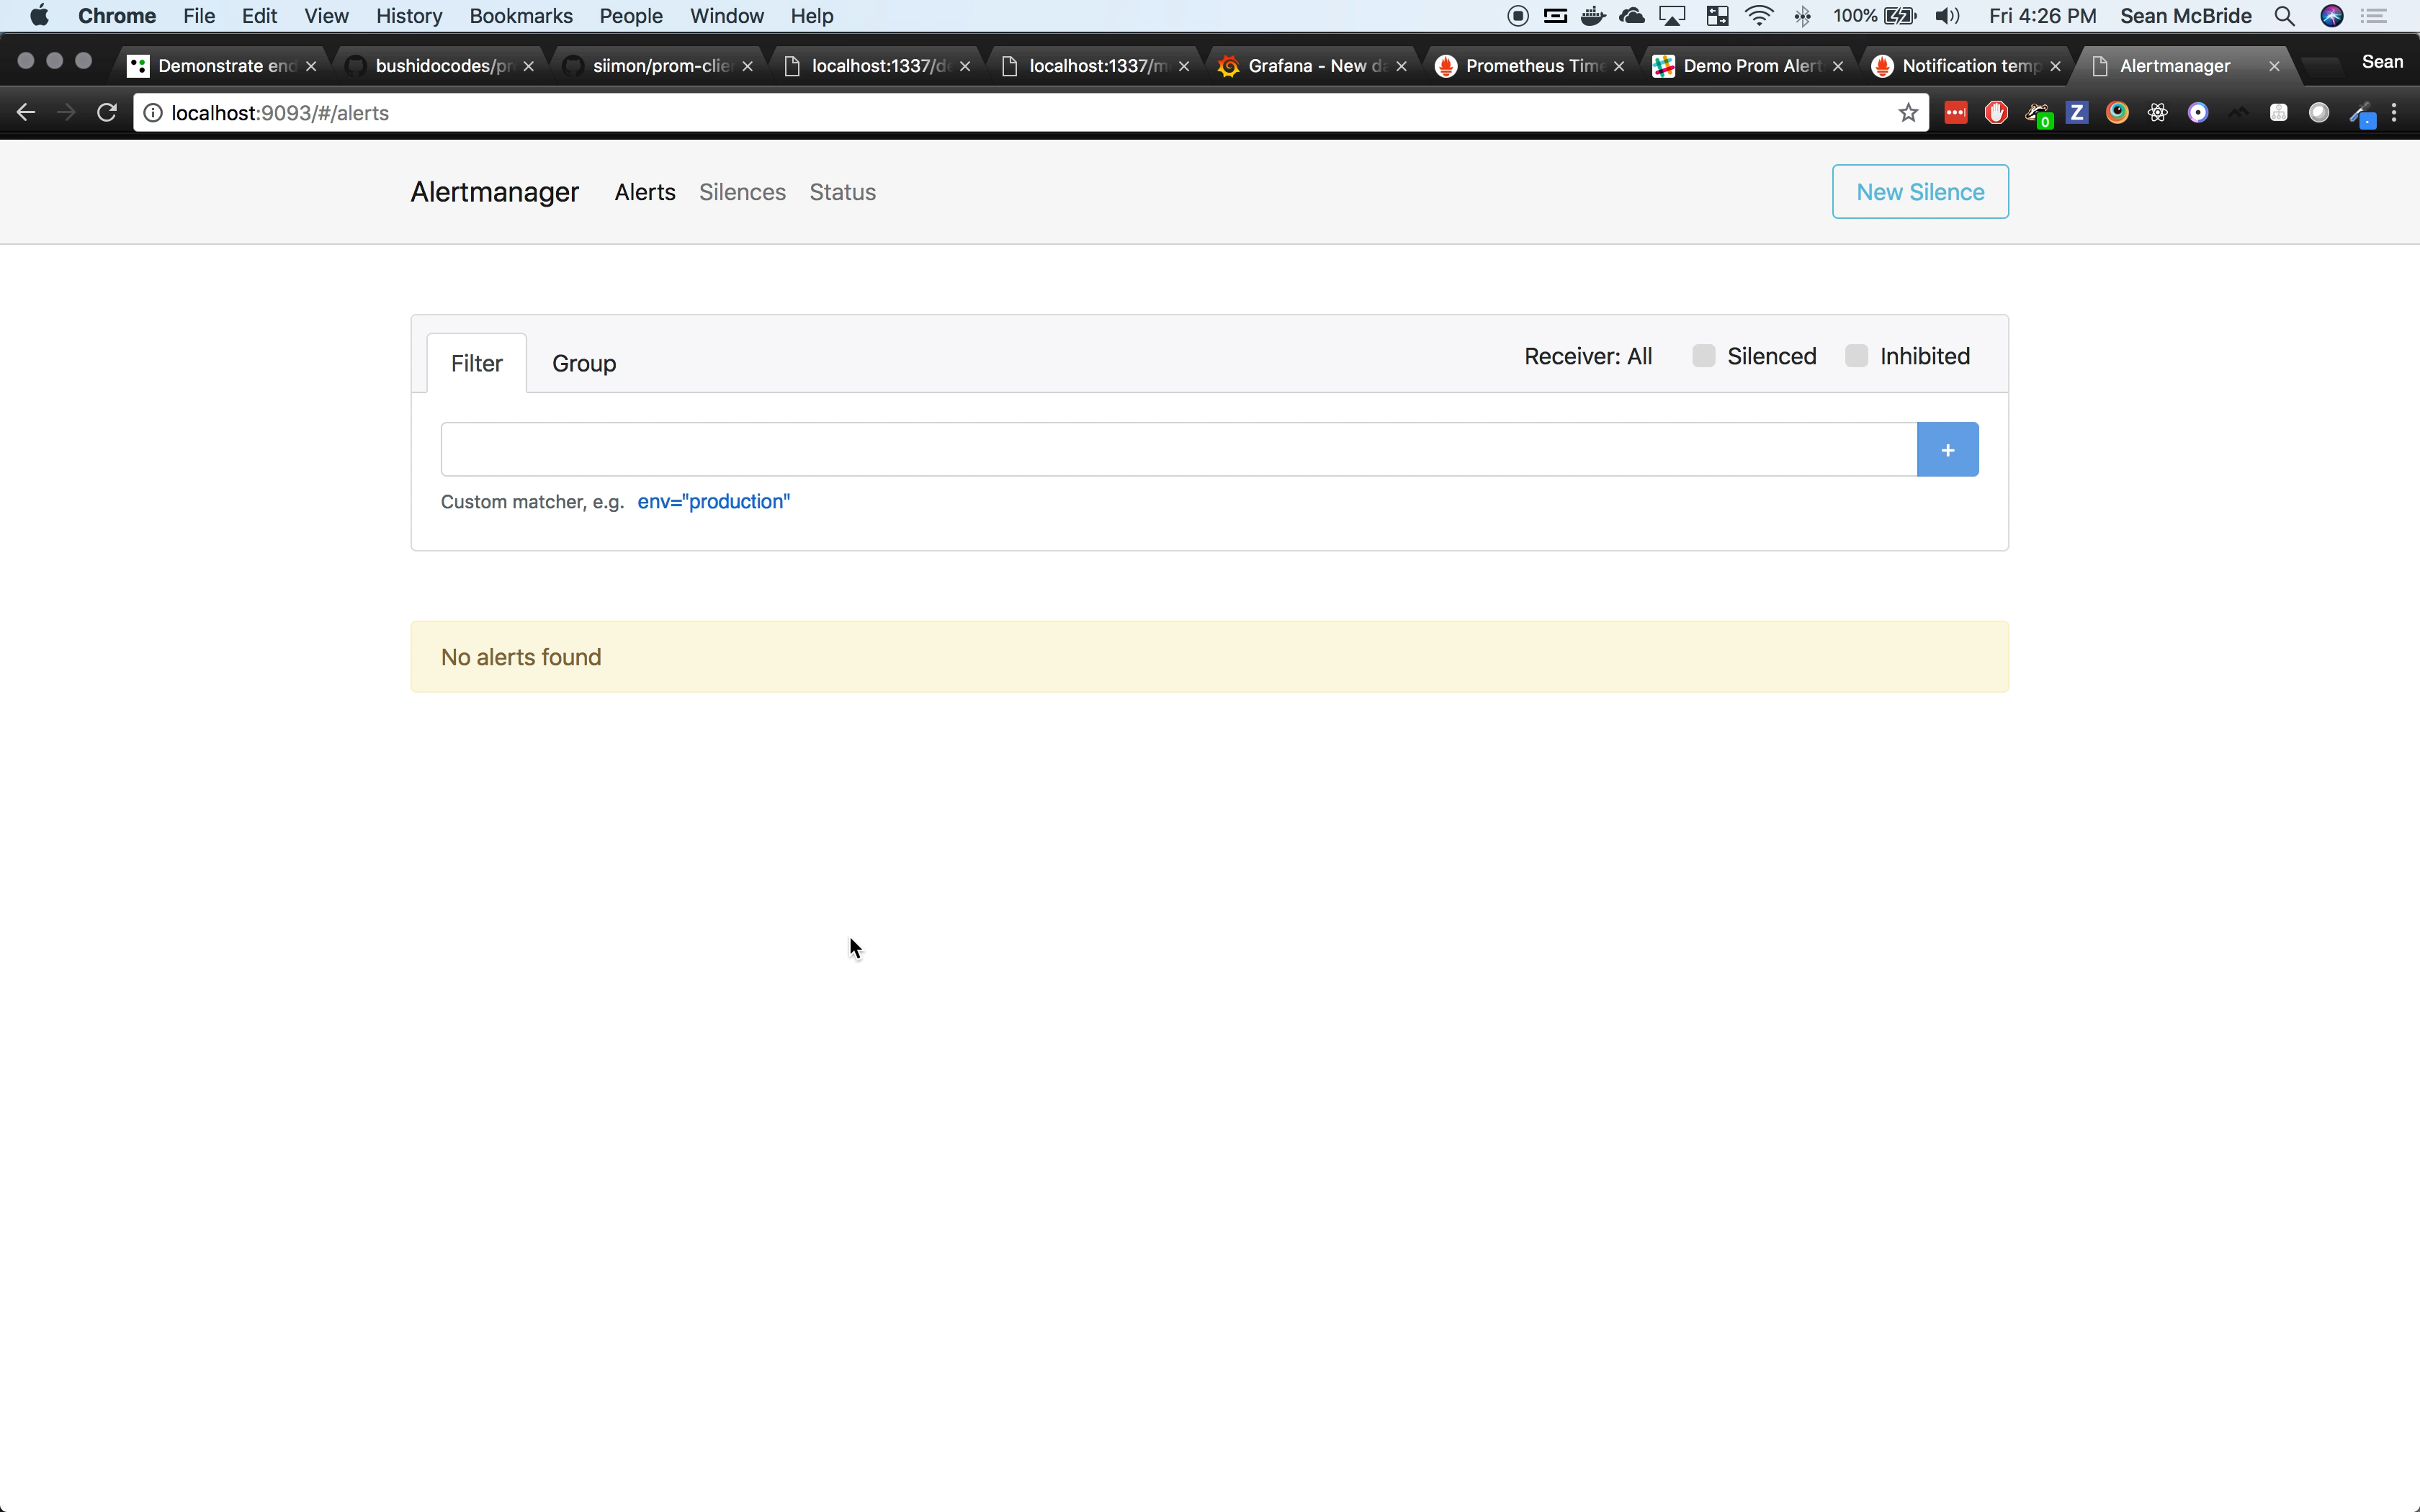 Chrome File Edit View History Bookmarks People Window Help 100% Fri 4:26 PM Sean McBride
Demonstrate end bushidocodes/pr siimon/prom-clie localhost:1337/d localhost:1337/m Grafana - New da Prometheus Time Demo Prom Alert Notification temp Alertmanager Sean
localhost:9093/#/alerts 0 Z
Alertmanager Alerts Silences Status New Silence
Filter Group Receiver: All Silenced Inhibited
+
Custom matcher, e.g. env="production"
No alerts found